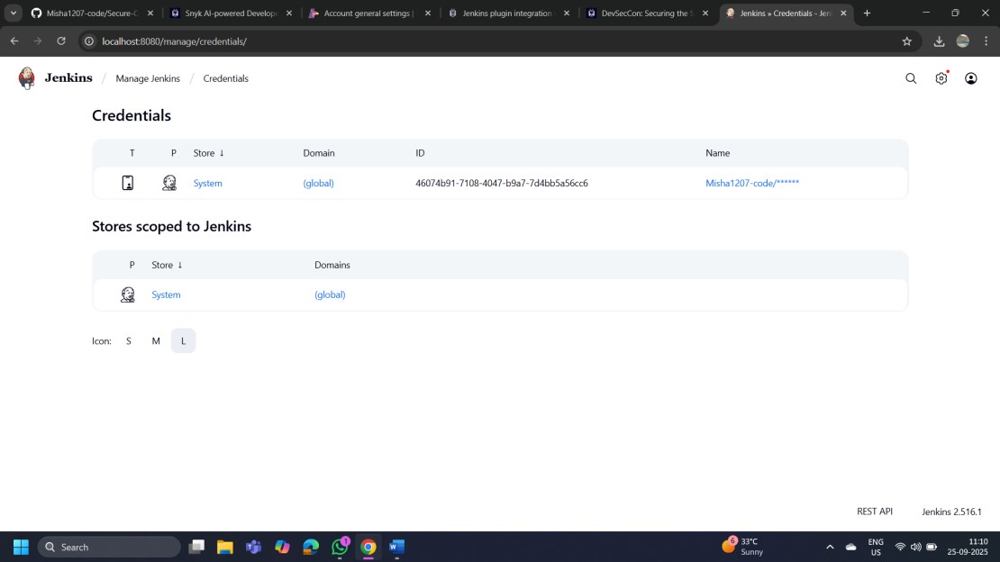 Misha1207-code/Secure-C
Snyk AI-powered Develope
Account general settings |
Jenkins plugin integration
DevSecCon: Securing the S
Jenkins » Credentials - Jen
localhost:8080/manage/credentials/
Jenkins / Manage Jenkins / Credentials
Credentials
T P Store ↓ Domain ID Name
System (global) 46074b91-7108-4047-b9a7-7d4bb5a56cc6 Misha1207-code/******
Stores scoped to Jenkins
P Store ↓ Domains
System (global)
Icon: S M L
REST API Jenkins 2.516.1
Search
1
6
33°C
Sunny
ENG
US
11:10
25-09-2025